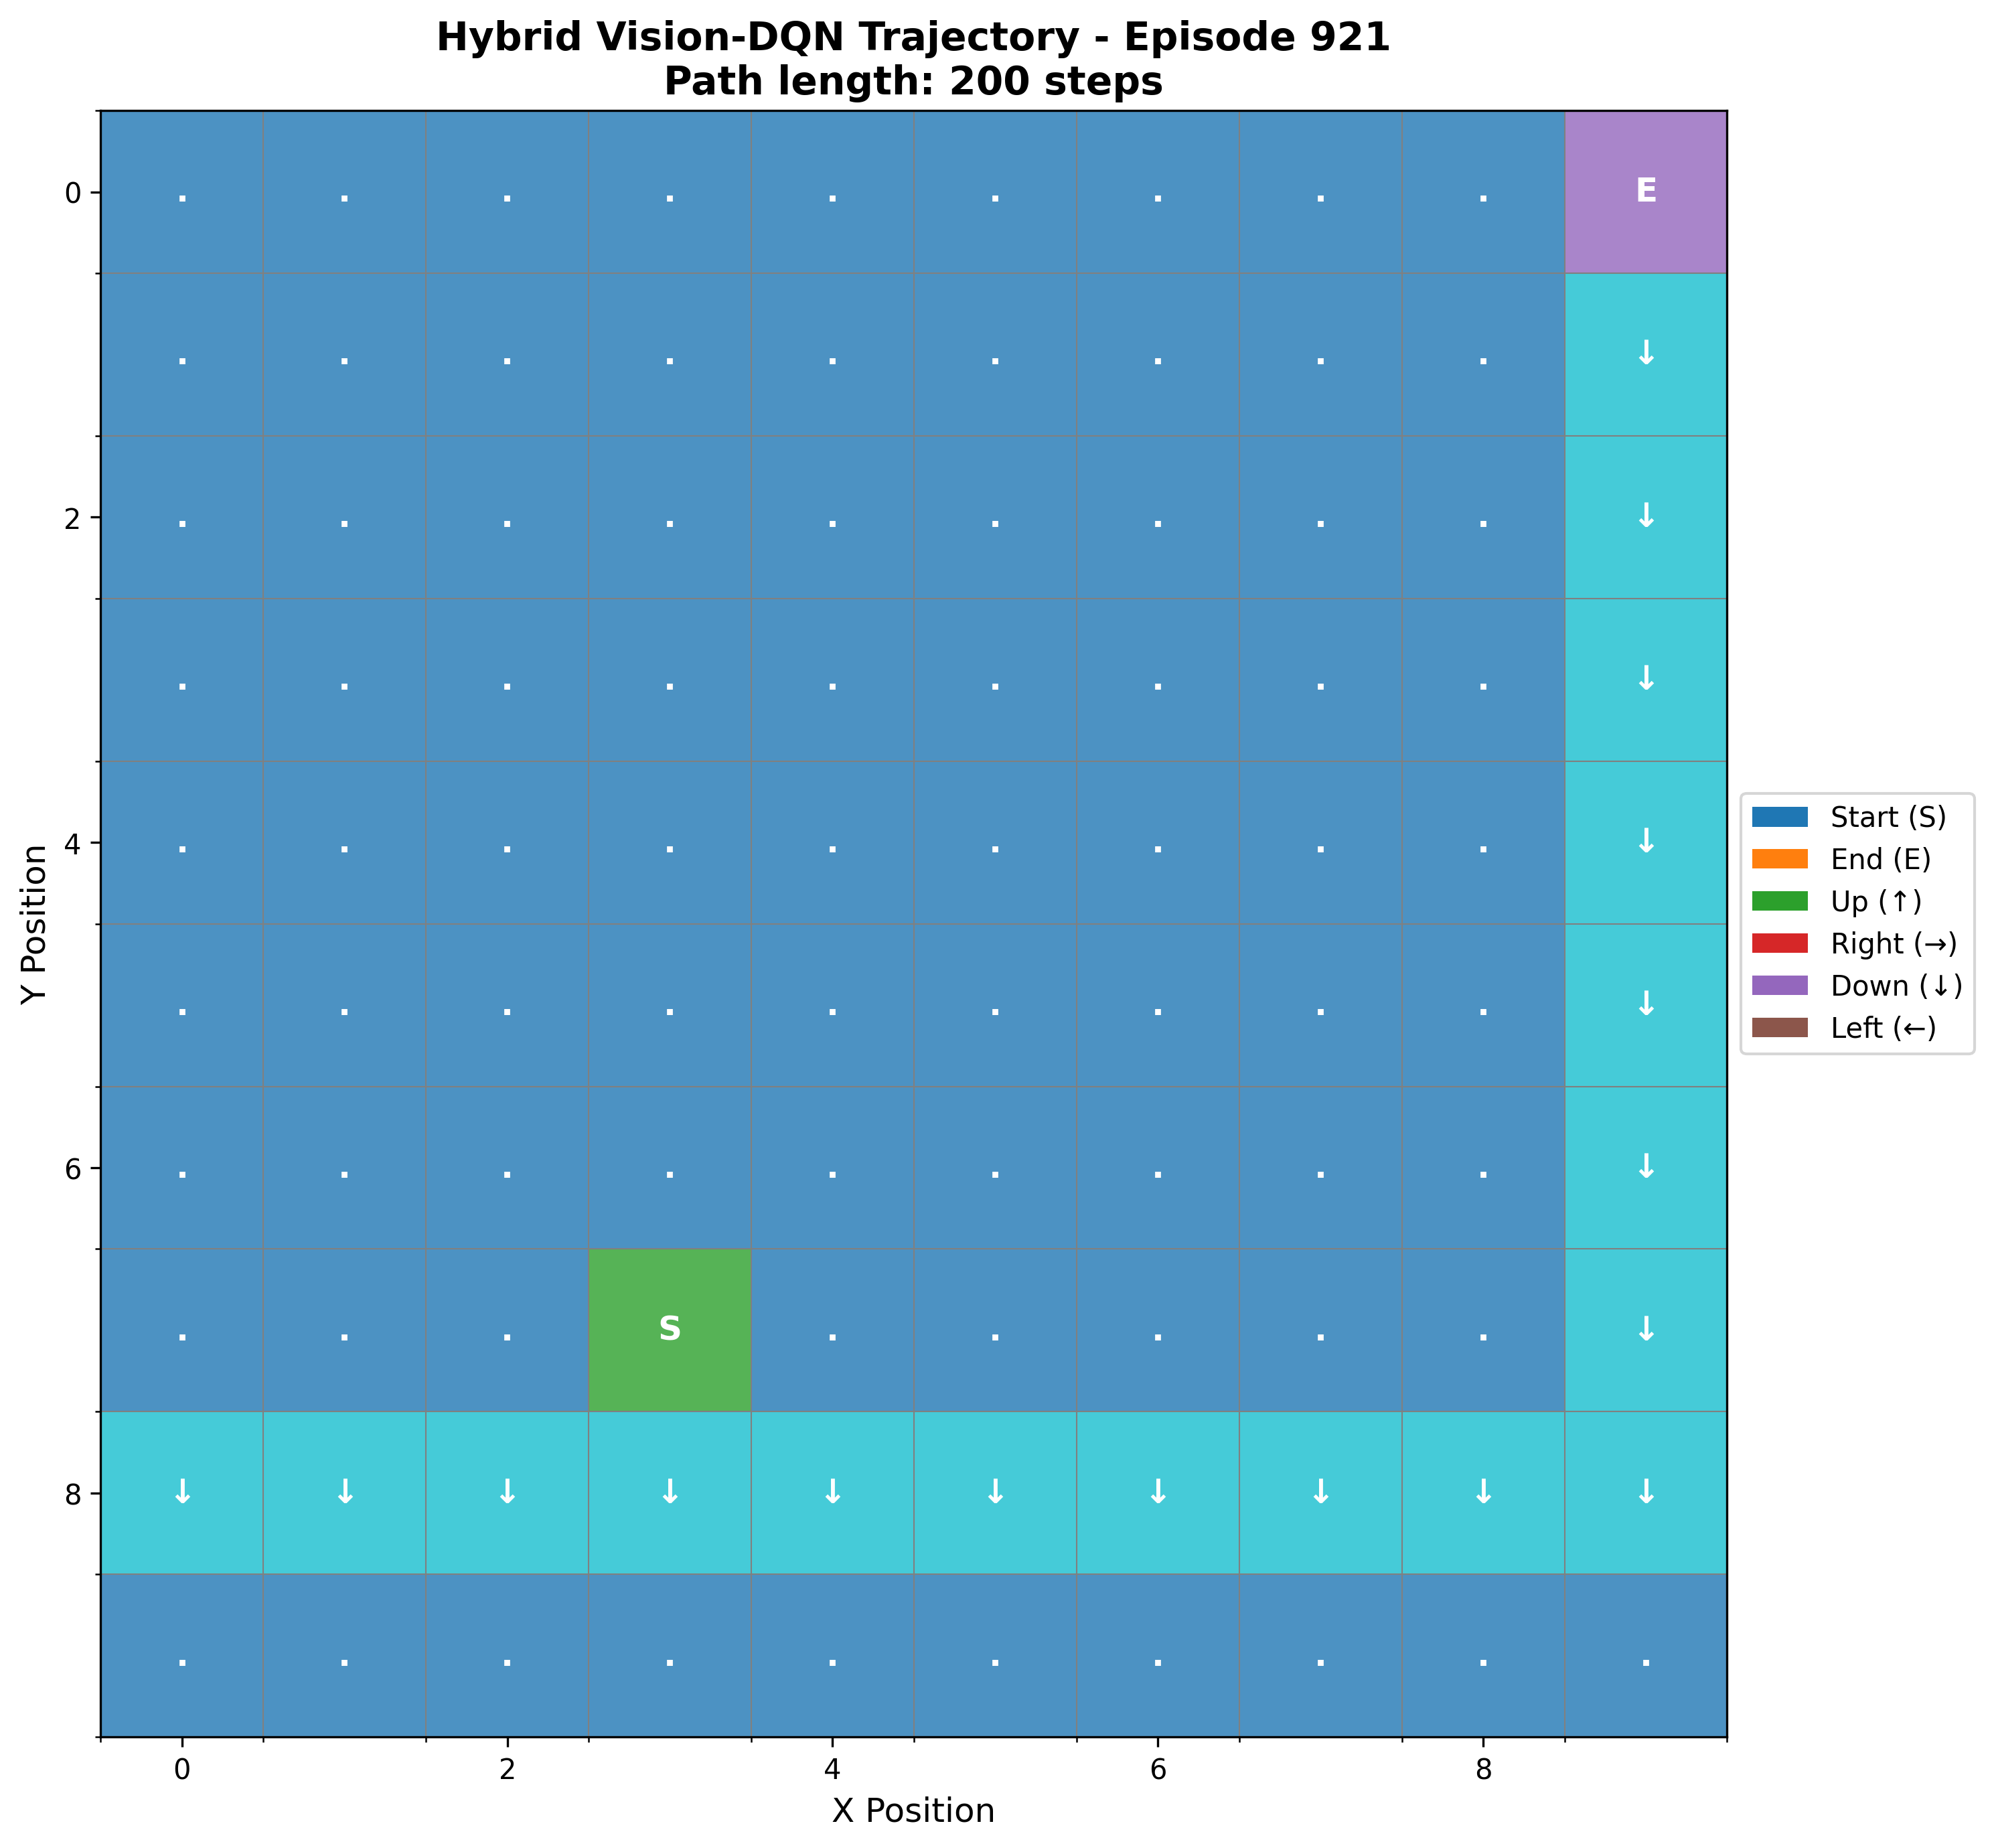 Hybrid Vision-DQN Trajectory - Episode 921
Path length: 200 steps
0 . . . . . . . . . E
. . . . . . . . . ↓
2 . . . . . . . . . ↓
. . . . . . . . . ↓
4 . . . . . . . . . ↓
. . . . . . . . . ↓
6 . . . . . . . . . ↓
. . . S . . . . . ↓
8 ↓ ↓ ↓ ↓ ↓ ↓ ↓ ↓ ↓ ↓
. . . . . . . . . .
0 2 4 6 8
X Position
Y Position
Start (S)
End (E)
Up (↑)
Right (→)
Down (↓)
Left (←)